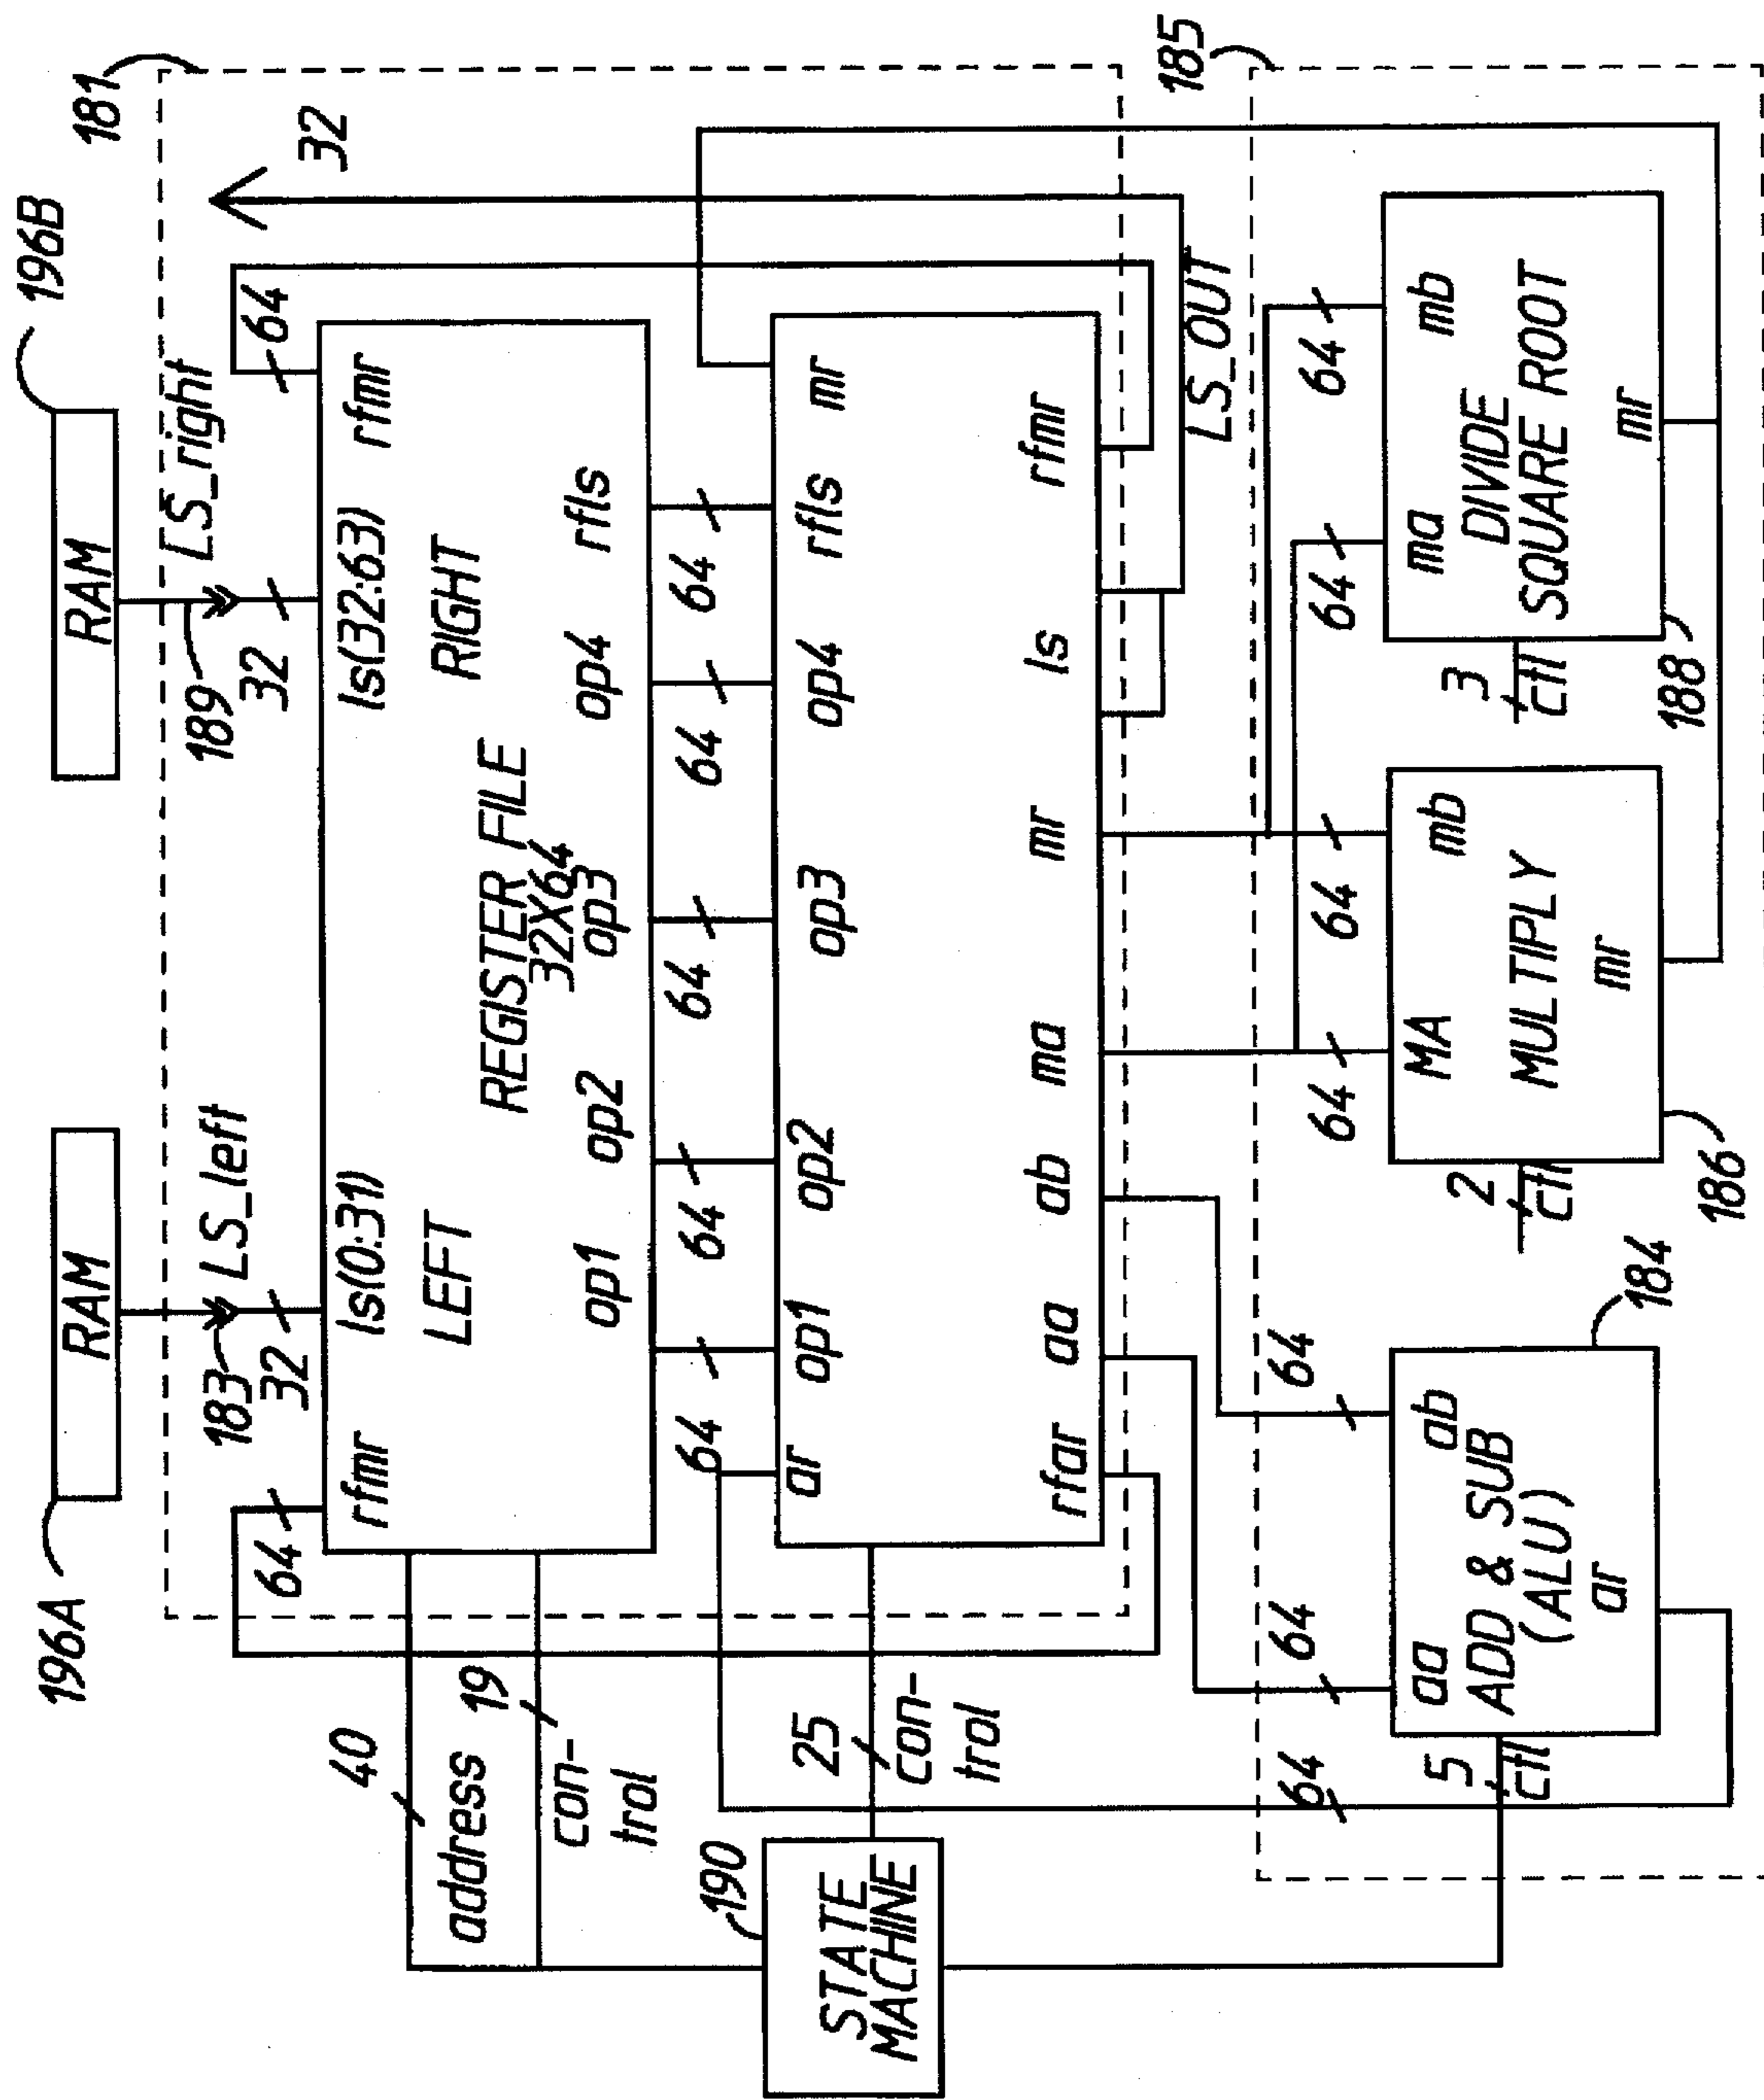 196A
RAM
196B
RAM
181
183
LS_left
32
189
LS_right
32
32
64
64
rfmr
ls(0:31)
ls(32:63)
rfmr
LEFT
RIGHT
REGISTER FILE
32X64
op1
op2
op3
op4
rfls
40
address
19
con-
trol
64
64
64
64
64
64
ar
op1
op2
op3
op4
rfls
mr
190
STATE
MACHINE
25
con-
trol
rfar
aa
ab
ma
mr
ls
rfmr
LS_OUT
185
64
64
64
64
64
64
64
5
ctl
aa
ab
ADD & SUB
(ALU)
ar
184
2
ctl
MA
mb
MULTIPLY
mr
186
3
ctl
ma
mb
DIVIDE
SQUARE ROOT
mr
188